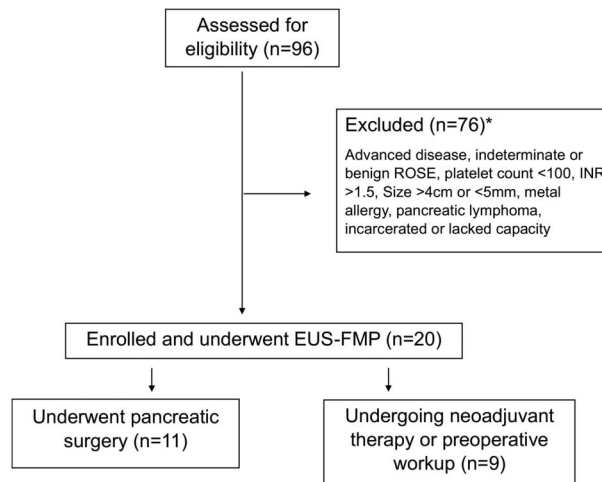 Assessed for
eligibility (n=96)
Excluded (n=76)*
Advanced disease, indeterminate or
benign ROSE, platelet count <100, INR
>1.5, Size >4cm or <5mm, metal
allergy, pancreatic lymphoma,
incarcerated or lacked capacity
Enrolled and underwent EUS-FMP (n=20)
Underwent pancreatic
surgery (n=11)
Undergoing neoadjuvant
therapy or preoperative
workup (n=9)